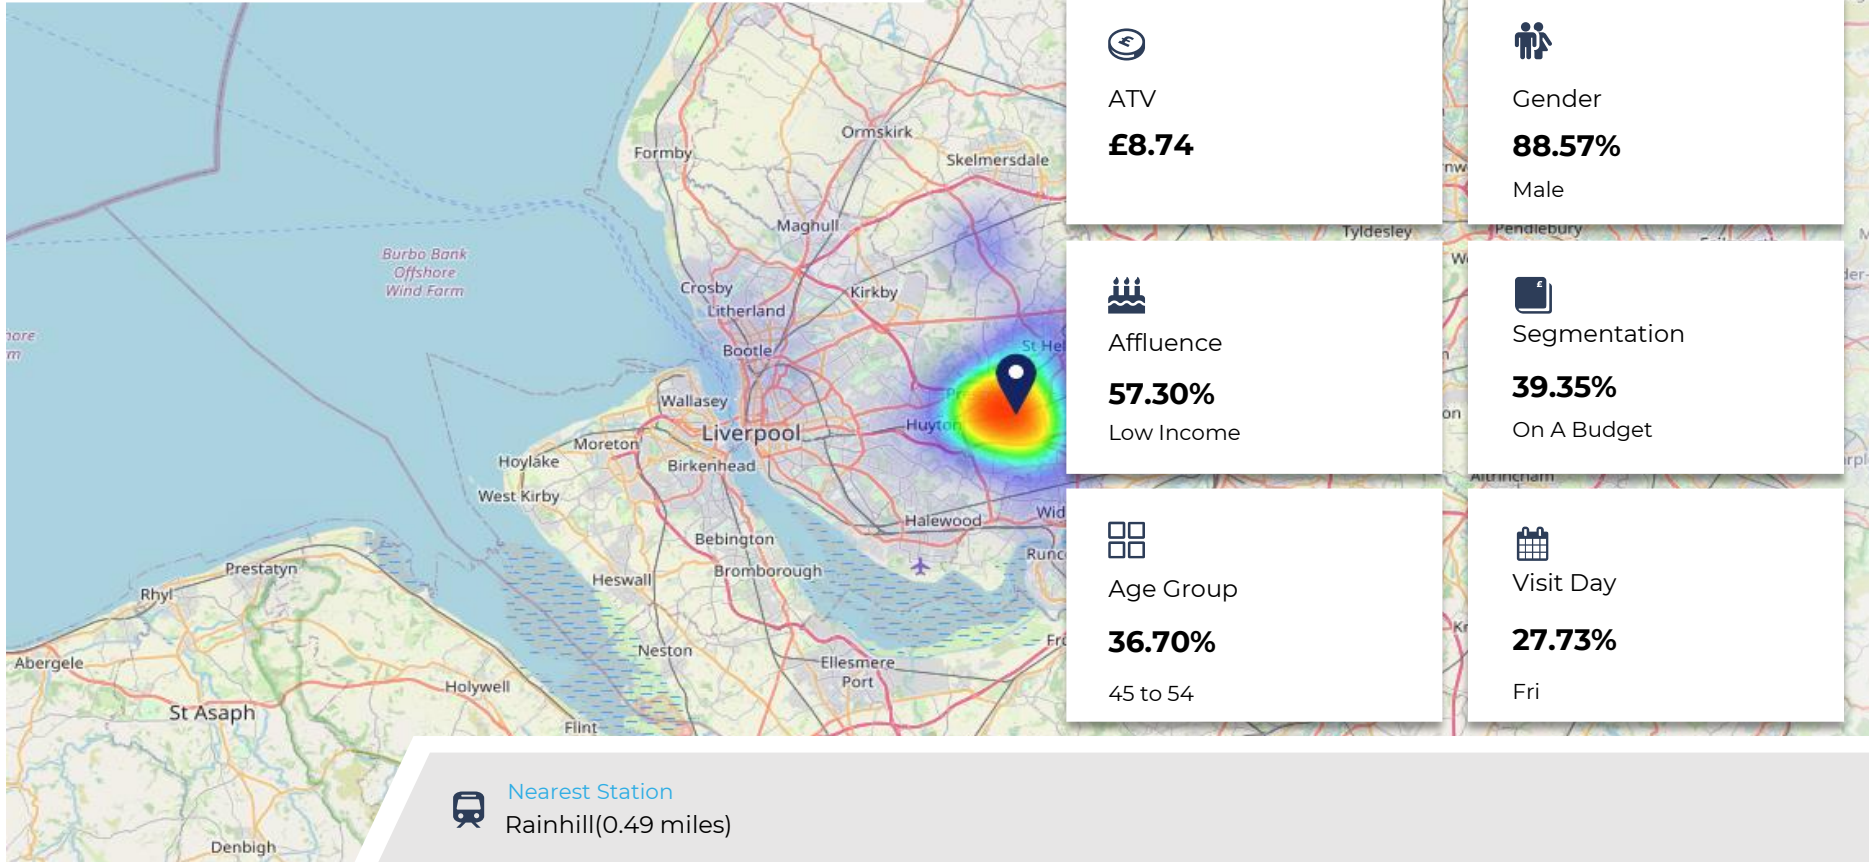 Formby
Ormskirk
Skelmersdale
Maghull
Burbo Bank
Offshore
Wind Farm
Crosby
Kirkby
Litherland
Bootle
Wallasey
Liverpool
Huyton
Moreton
Hoylake
Birkenhead
West Kirby
Halewood
Bebington
Bromborough
Heswall
Prestatyn
Rhyl
Neston
Ellesmere
Port
Abergele
Holywell
St Asaph
Flint
Denbigh
Tyldesley
Pendlebury
Altrincham
ATV
£8.74
Gender
88.57%
Male
Affluence
57.30%
Low Income
Segmentation
39.35%
On A Budget
Age Group
36.70%
45 to 54
Visit Day
27.73%
Fri
Nearest Station
Rainhill(0.49 miles)